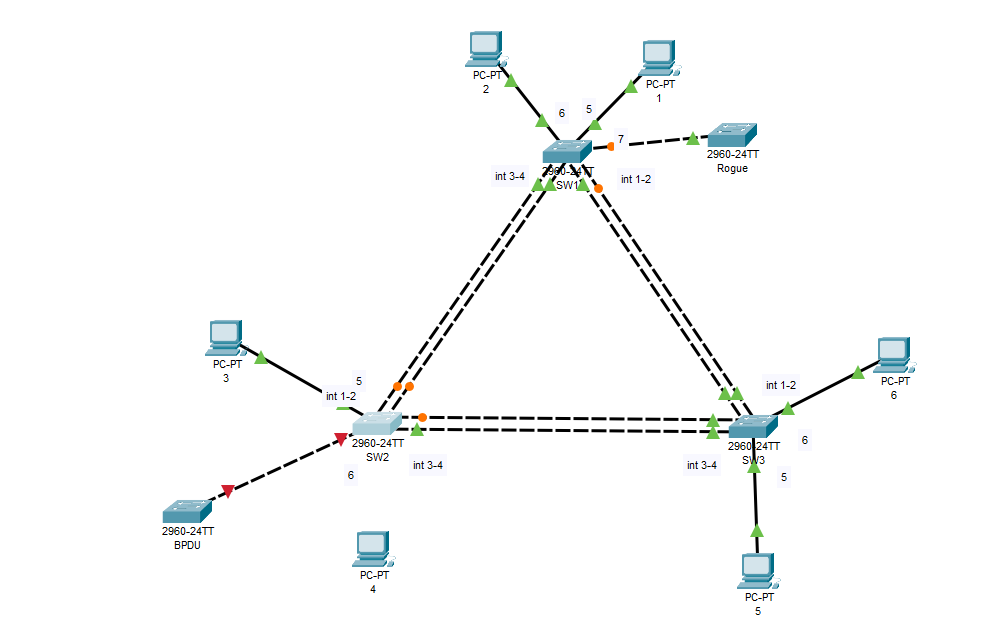 PC-PT
2
PC-PT
1
6
5
7
2960-24TT
Rogue
2960-24TT
SW1
int 3-4
int 1-2
PC-PT
3
5
int 1-2
2960-24TT
SW2
6
int 3-4
2960-24TT
BPDU
PC-PT
4
int 1-2
PC-PT
6
2960-24TT
SW3
6
int 3-4
5
PC-PT
5